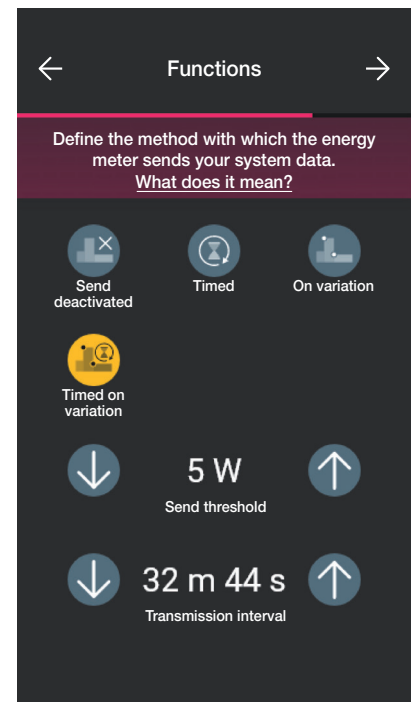 Functions
Define the method with which the energy
meter sends your system data.
What does it mean?
Send
deactivated
Timed
On variation
Timed on
variation
5 W
Send threshold
32 m 44 s
Transmission interval